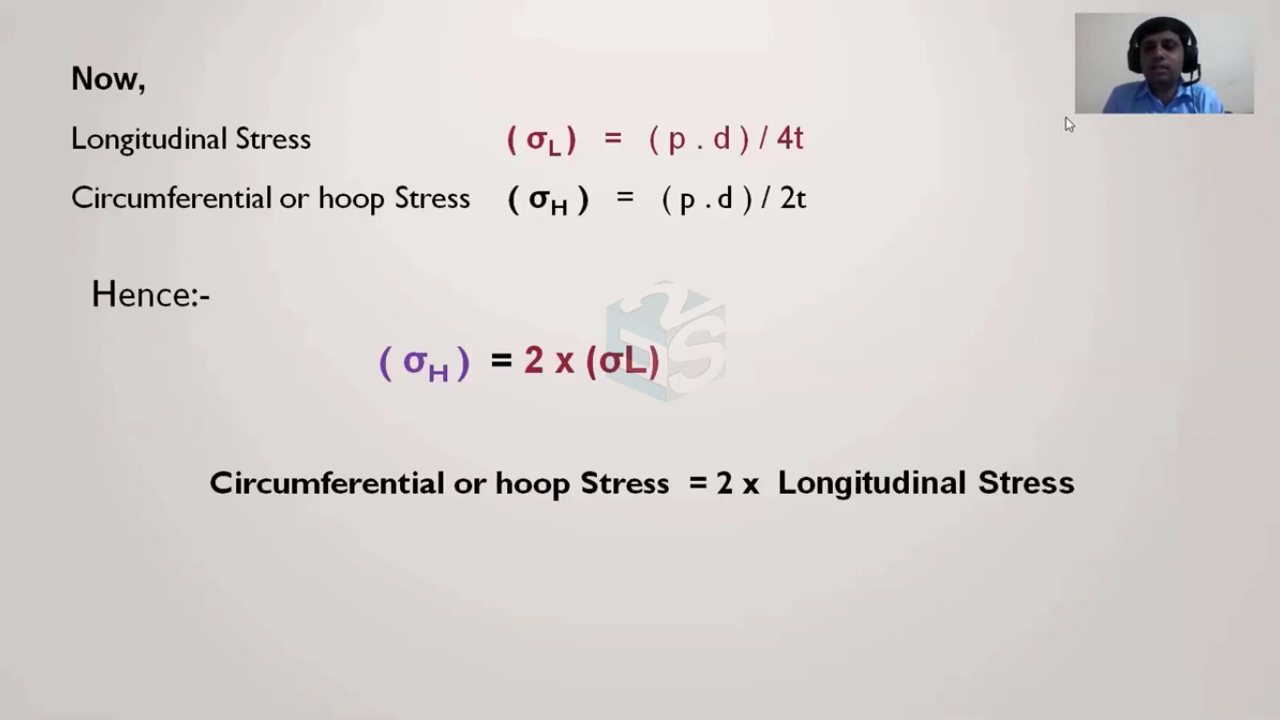 Now,
Longitudinal Stress ( σL ) = ( p . d ) / 4t
Circumferential or hoop Stress ( σH ) = ( p . d ) / 2t
Hence:-
( σH ) = 2 x (σL)
Circumferential or hoop Stress = 2 x Longitudinal Stress